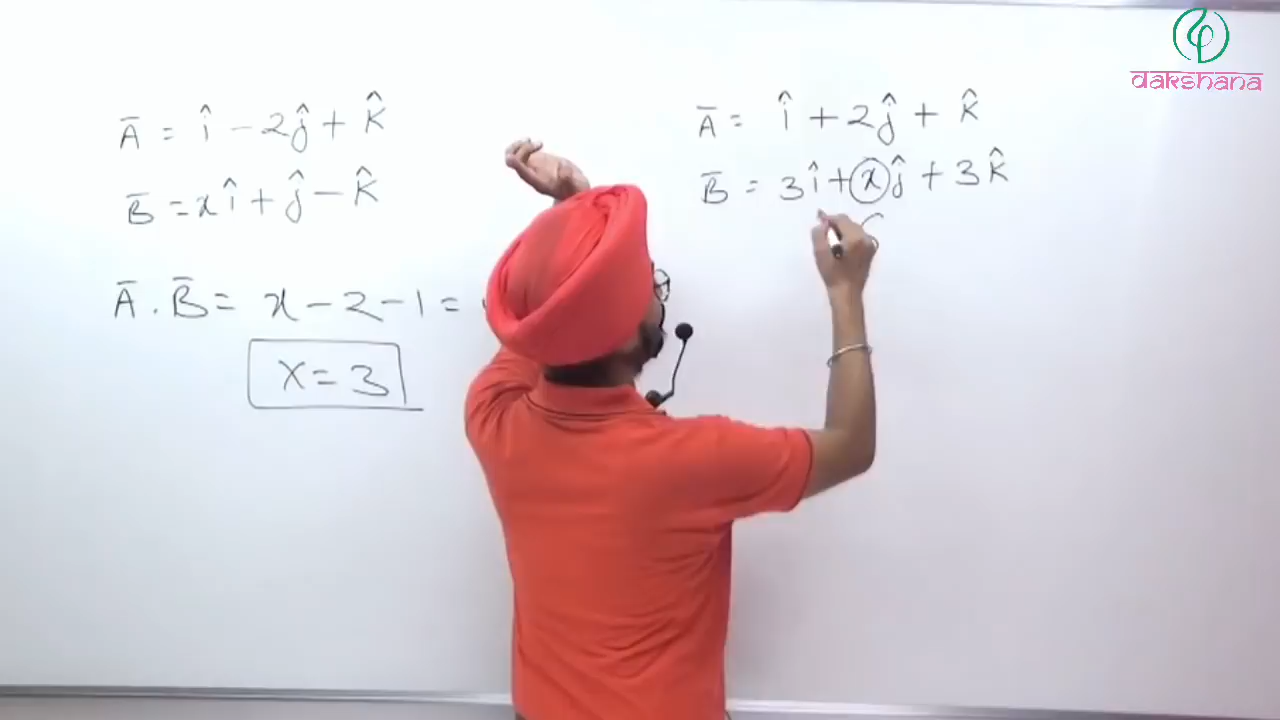 dakshana
Ā = î - 2ĵ + k̂
B̄ = xî + ĵ - k̂
Ā . B̄ = x - 2 - 1 =
x = 3
Ā = î + 2ĵ + k̂
B̄ = 3î + xĵ + 3k̂